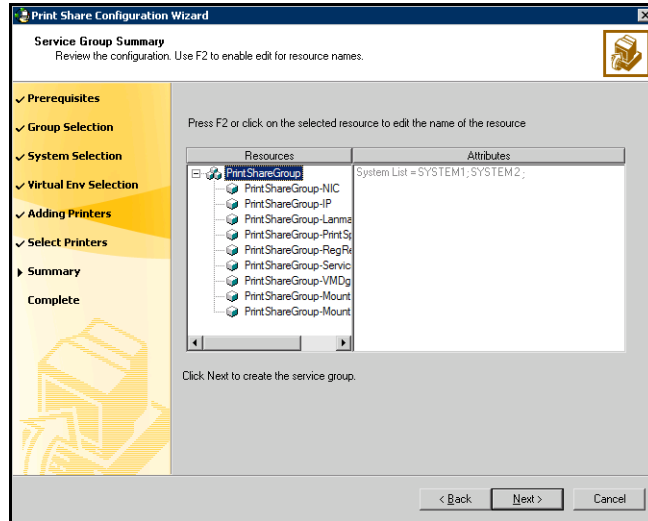 Print Share Configuration Wizard
Service Group Summary
Review the configuration. Use F2 to enable edit for resource names.
Prerequisites
Group Selection
System Selection
Virtual Env Selection
Adding Printers
Select Printers
Summary
Complete
Press F2 or click on the selected resource to edit the name of the resource
Resources
Attributes
PrintShareGroup
System List = SYSTEM1; SYSTEM2 ;
PrintShareGroup-NIC
PrintShareGroup-IP
PrintShareGroup-Lanma
PrintShareGroup-PrintSp
PrintShareGroup-RegRe
PrintShareGroup-Servic
PrintShareGroup-VMDg
PrintShareGroup-Mount
PrintShareGroup-Mount
Click Next to create the service group.
< Back
Next >
Cancel